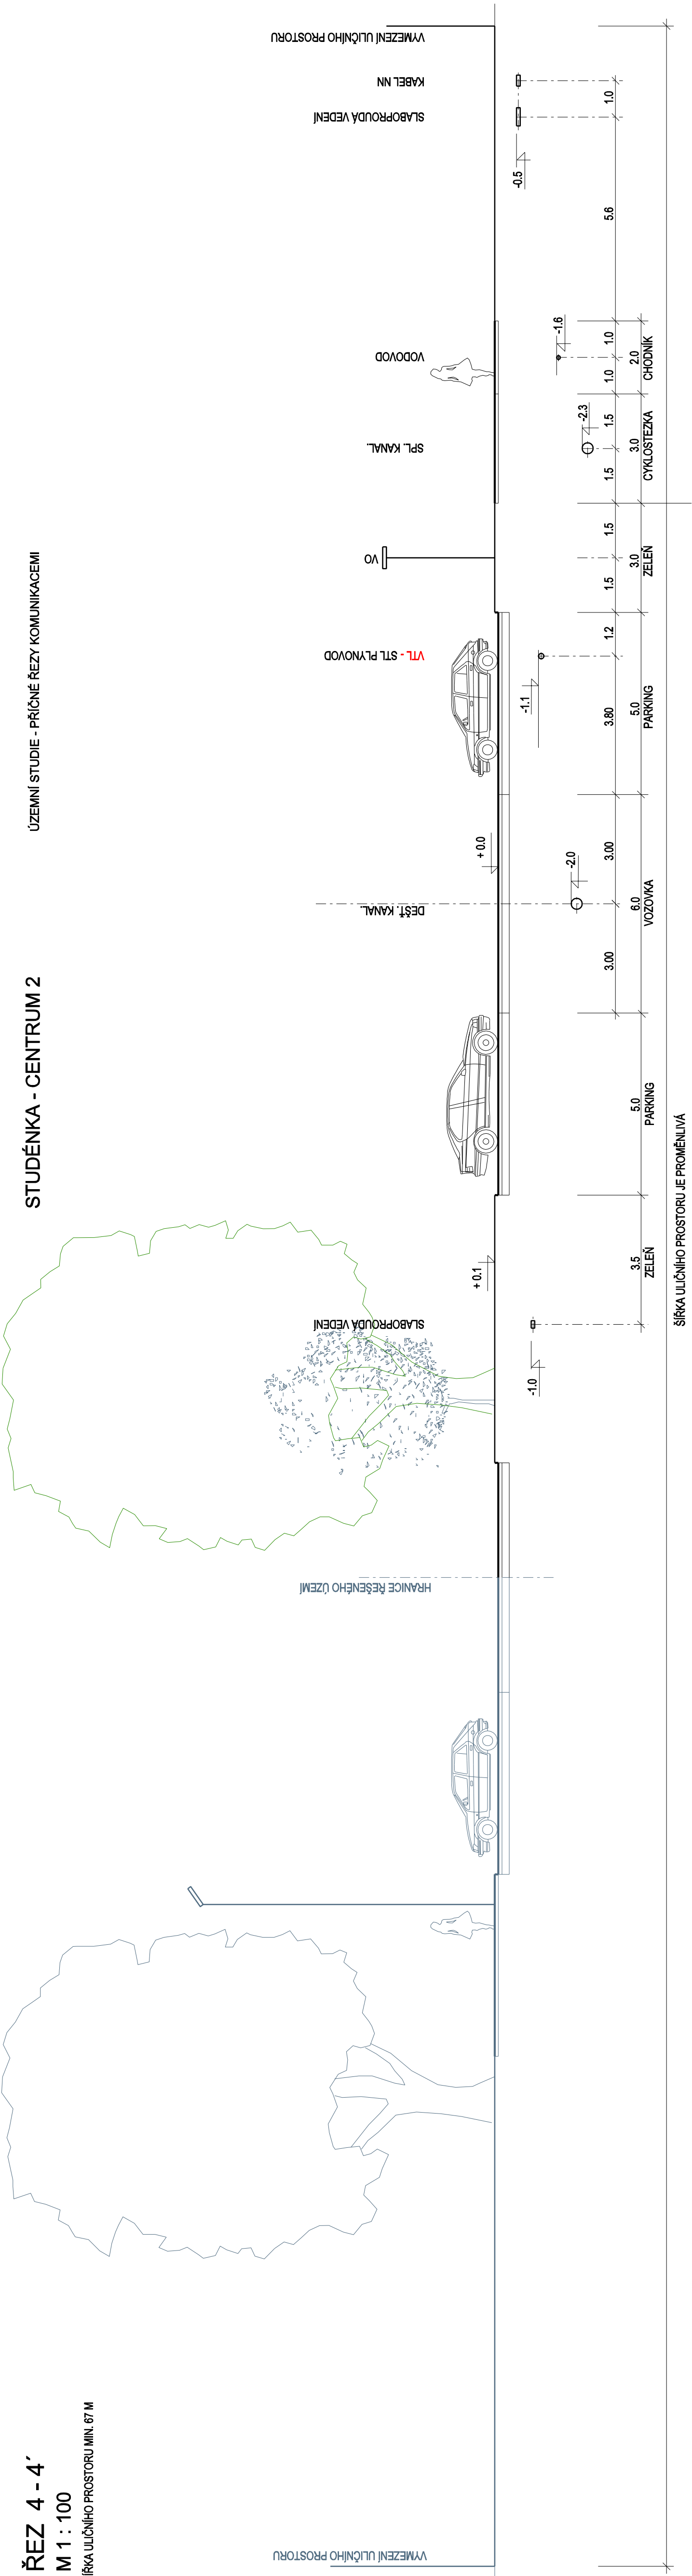 ŘEZ 4 - 4´
M 1 : 100
ÍŘKA ULIČNÍHO PROSTORU MIN. 67 M
STUDÉNKA - CENTRUM 2
ÚZEMNÍ STUDIE - PŘÍČNÉ ŘEZY KOMUNIKACEMI
VYMEZENÍ ULIČNÍHO PROSTORU
HRANICE ŘEŠENÉHO ÚZEMÍ
SLABOPROUDÁ VEDENÍ
DEŠŤ. KANAL.
VTL - STL PLYNOVOD
VO
SPL. KANAL.
VODOVOD
SLABOPROUDÁ VEDENÍ
KABEL NN
VYMEZENÍ ULIČNÍHO PROSTORU
+ 0.1
+ 0.0
-1.0
-2.0
-1.1
-2.3
-1.6
-0.5
3.00
3.00
3.80
1.2
1.5
1.5
1.5
1.5
1.0
1.0
5.6
1.0
3.5
ZELEŇ
5.0
PARKING
6.0
VOZOVKA
5.0
PARKING
3.0
ZELEŇ
3.0
CYKLOSTEZKA
2.0
CHODNÍK
ŠÍŘKA ULIČNÍHO PROSTORU JE PROMĚNLIVÁ